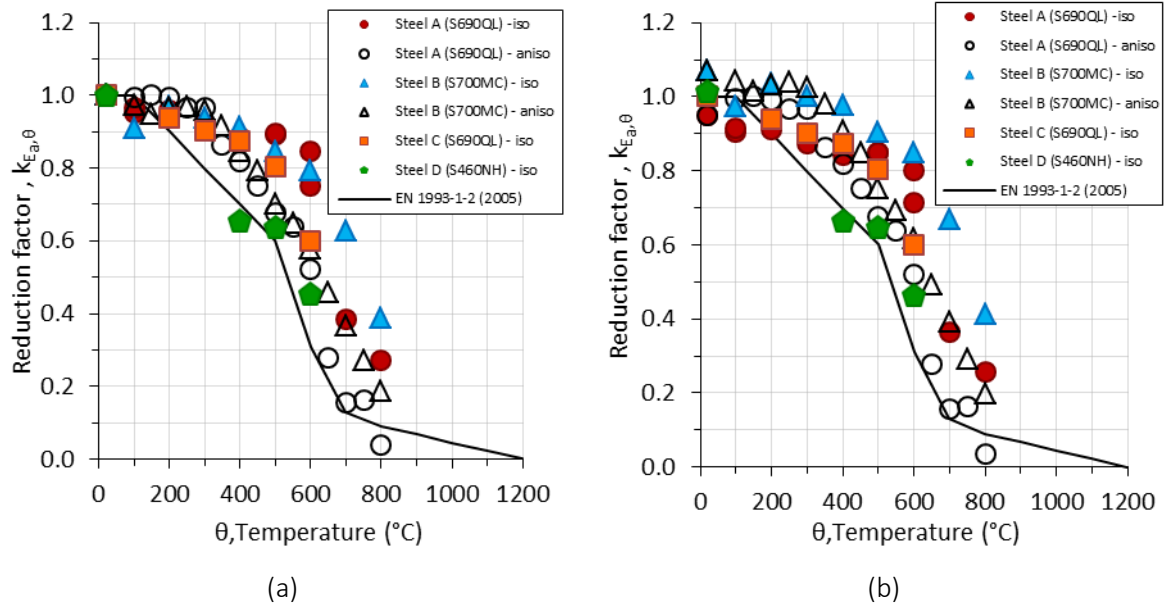 Reduction factor , kEa,θ
1.2
1.0
0.8
0.6
0.4
0.2
0.0
0 200 400 600 800 1000 1200
θ,Temperature (°C)
Steel A (S690QL) -iso
Steel A (S690QL) - aniso
Steel B (S700MC) - iso
Steel B (S700MC) - aniso
Steel C (S690QL) - iso
Steel D (S460NH) - iso
EN 1993-1-2 (2005)
(a)
Reduction factor, kEa,θ
1.2
1.0
0.8
0.6
0.4
0.2
0.0
0 200 400 600 800 1000 1200
θ,Temperature (°C)
Steel A (S690QL) -iso
Steel A (S690QL) - aniso
Steel B (S700MC) - iso
Steel B (S700MC) - aniso
Steel C (S690QL) - iso
Steel D (S460NH) - iso
EN 1993-1-2 (2005)
(b)